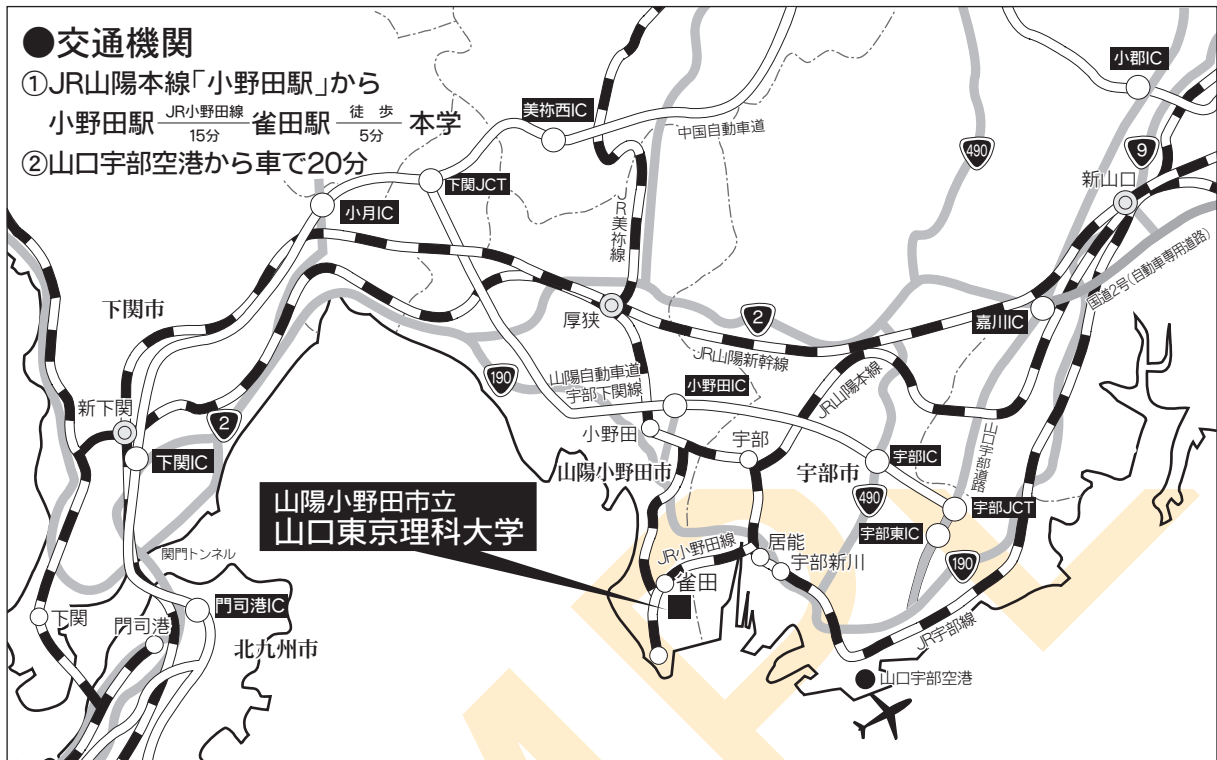 ●交通機関
①JR山陽本線「小野田駅」から
小野田駅 JR小野田線 15分 雀田駅 徒歩 5分 本学
②山口宇部空港から車で20分
小郡IC
美祢西IC
中国自動車道
490
9
新山口
下関JCT
小月IC
JR美祢線
国道2号(自動車専用道路)
下関市
厚狭
2
嘉川IC
JR山陽新幹線
190
山陽自動車道
宇部下関線
小野田IC
JR山陽本線
新下関
2
小野田
宇部
山口宇部道路
下関IC
山陽小野田市
宇部市
宇部IC
490
宇部JCT
山陽小野田市立
山口東京理科大学
宇部東IC
関門トンネル
JR小野田線
居能
宇部新川
190
雀田
門司港IC
下関
門司港
北九州市
JR宇部線
山口宇部空港